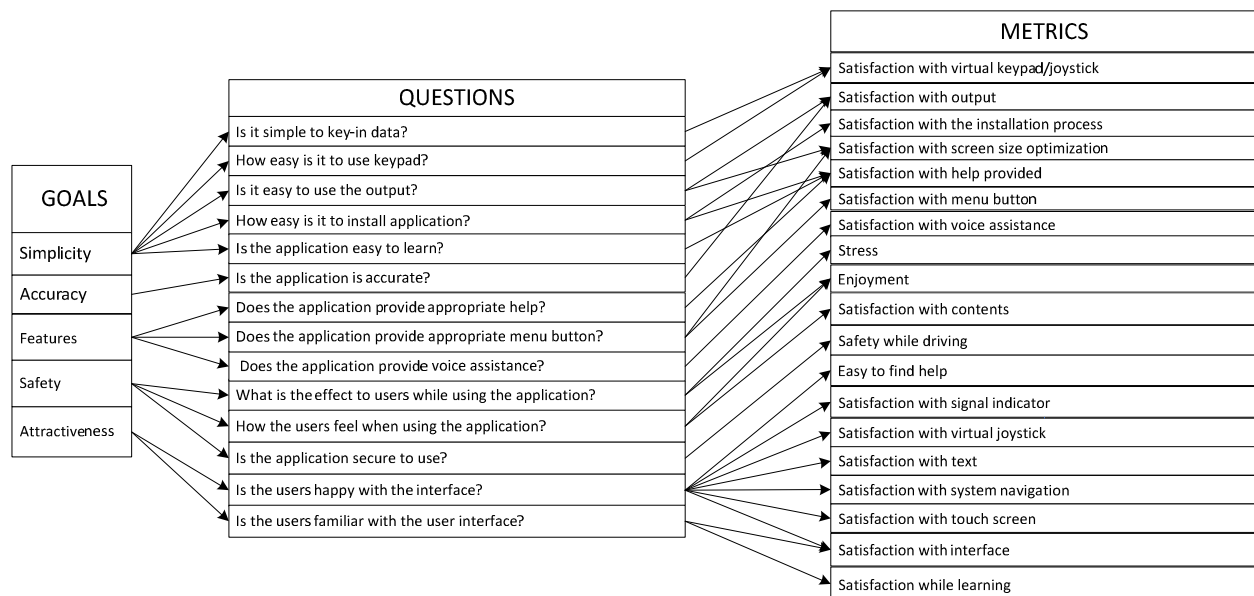 GOALS
Simplicity
Accuracy
Features
Safety
Attractiveness
QUESTIONS
Is it simple to key-in data?
How easy is it to use keypad?
Is it easy to use the output?
How easy is it to install application?
Is the application easy to learn?
Is the application is accurate?
Does the application provide appropriate help?
Does the application provide appropriate menu button?
Does the application provide voice assistance?
What is the effect to users while using the application?
How the users feel when using the application?
Is the application secure to use?
Is the users happy with the interface?
Is the users familiar with the user interface?
METRICS
Satisfaction with virtual keypad/joystick
Satisfaction with output
Satisfaction with the installation process
Satisfaction with screen size optimization
Satisfaction with help provided
Satisfaction with menu button
Satisfaction with voice assistance
Stress
Enjoyment
Satisfaction with contents
Safety while driving
Easy to find help
Satisfaction with signal indicator
Satisfaction with virtual joystick
Satisfaction with text
Satisfaction with system navigation
Satisfaction with touch screen
Satisfaction with interface
Satisfaction while learning